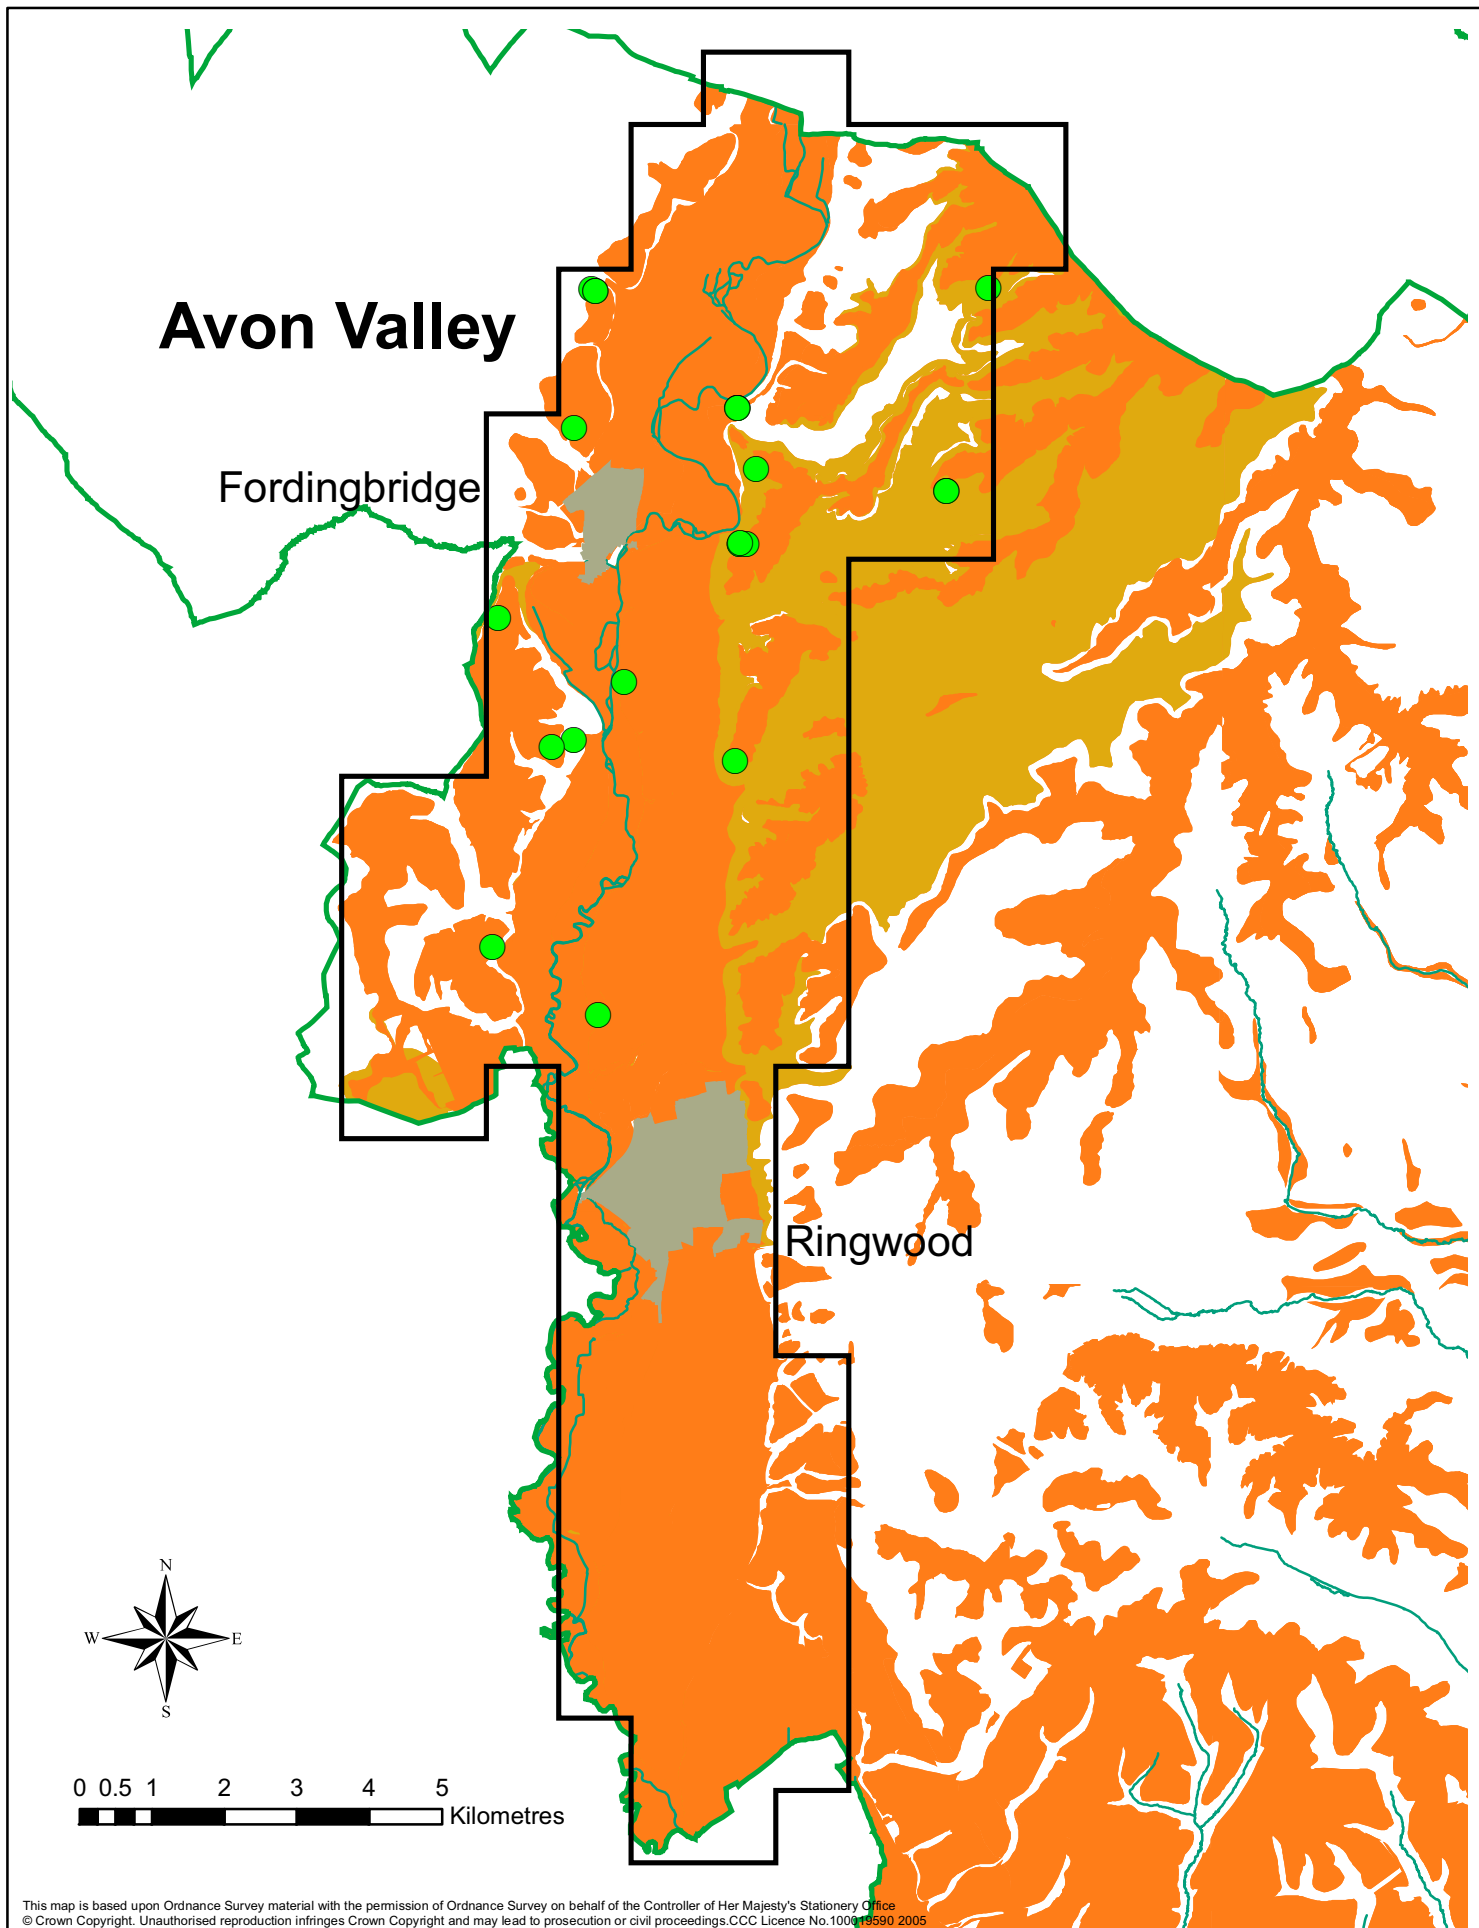 Avon Valley
Fordingbridge
Ringwood
N
W E
S
0 0.5 1 2 3 4 5
Kilometres
This map is based upon Ordnance Survey material with the permission of Ordnance Survey on behalf of the Controller of Her Majesty's Stationery Office
© Crown Copyright. Unauthorised reproduction infringes Crown Copyright and may lead to prosecution or civil proceedings.CCC Licence No.100019590 2005